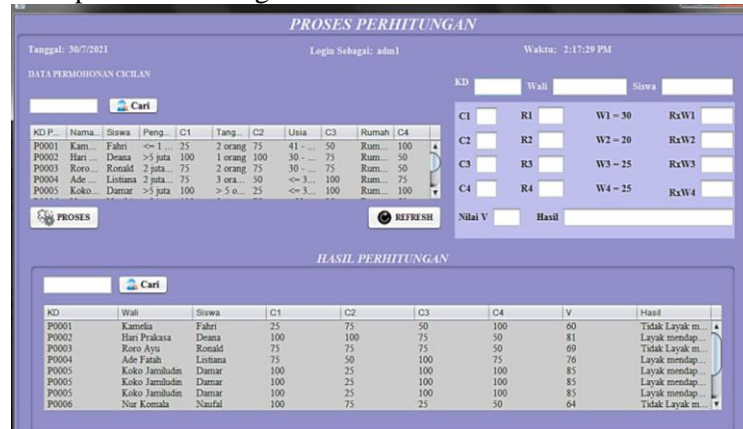 PROSES PERHITUNGAN
Tanggal: 30/7/2021 Login Sebagai: adm1 Waktu: 2:17:29 PM
DATA PERMOHONAN CICILAN
KD Wali Siswa
Cari
C1 R1 W1 = 30 RxW1
C2 R2 W2 = 20 RxW2
C3 R3 W3 = 25 RxW3
C4 R4 W4 = 25 RxW4
Nilai V Hasil
KD P... Nama... Siswa Peng... C1 Tang... C2 Usia C3 Rumah C4
P0001 Kam... Fahri <= 1 ... 25 2 orang 75 41 - ... 50 Rum... 100
P0002 Hari ... Deana >5 juta 100 1 orang 100 30 - ... 75 Rum... 50
P0003 Roro... Ronald 2 juta... 75 2 orang 75 30 - ... 75 Rum... 50
P0004 Ade ... Listiana 2 juta... 75 3 ora... 50 <= 3... 100 Rum... 75
P0005 Koko... Damar >5 juta 100 > 5 o... 25 <= 3... 100 Rum... 100
PROSES REFRESH
HASIL PERHITUNGAN
Cari
KD Wali Siswa C1 C2 C3 C4 V Hasil
P0001 Kamelia Fahri 25 75 50 100 60 Tidak Layak m...
P0002 Hari Prakasa Deana 100 100 75 50 81 Layak mendap...
P0003 Roro Ayu Ronald 75 75 75 50 69 Tidak Layak m...
P0004 Ade Fatah Listiana 75 50 100 75 76 Layak mendap...
P0005 Koko Jamiludin Damar 100 25 100 100 85 Layak mendap...
P0005 Koko Jamiludin Damar 100 25 100 100 85 Layak mendap...
P0005 Koko Jamiludin Damar 100 25 100 100 85 Layak mendap...
P0006 Nur Komala Naufal 100 75 25 50 64 Tidak Layak m...